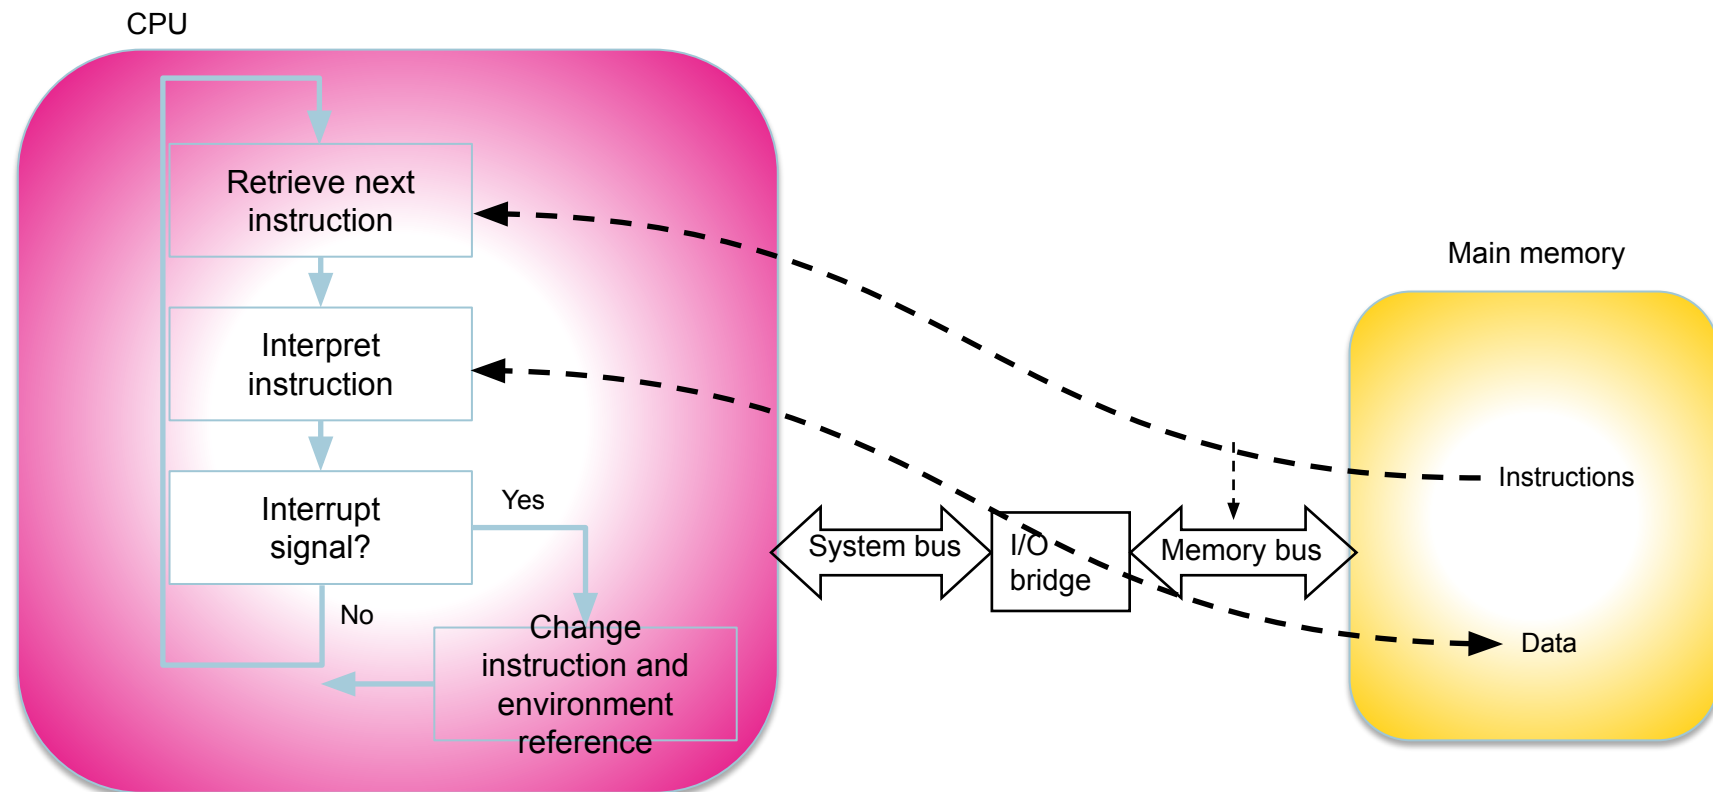 CPU
Retrieve next
instruction
Main memory
Interpret
instruction
Instructions
Yes
Interrupt
signal?
System bus
I/O
bridge
Memory bus
No
Change
instruction and
environment
reference
Data